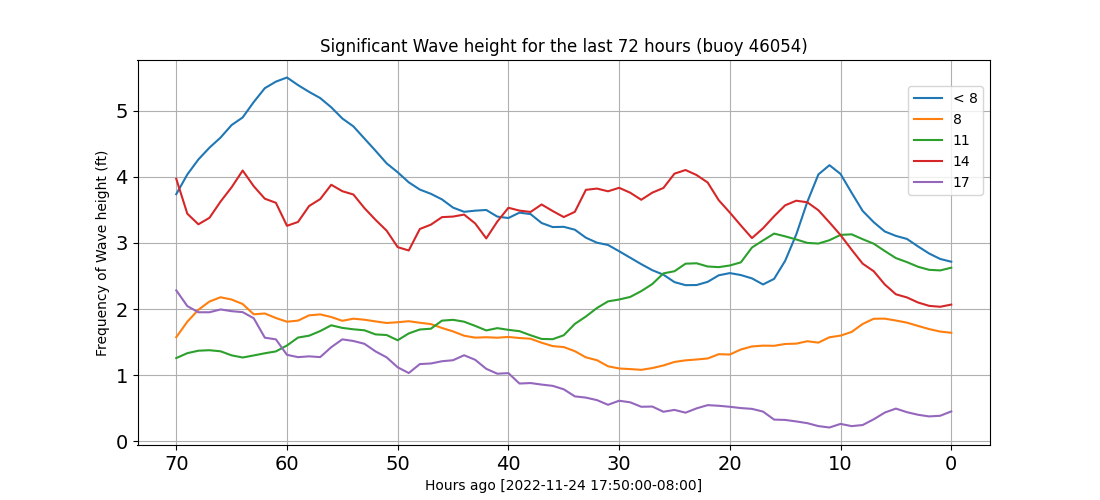 Significant Wave height for the last 72 hours (buoy 46054)
Frequency of Wave height (ft)
5
4
3
2
1
0
< 8
8
11
14
17
70 60 50 40 30 20 10 0
Hours ago [2022-11-24 17:50:00-08:00]